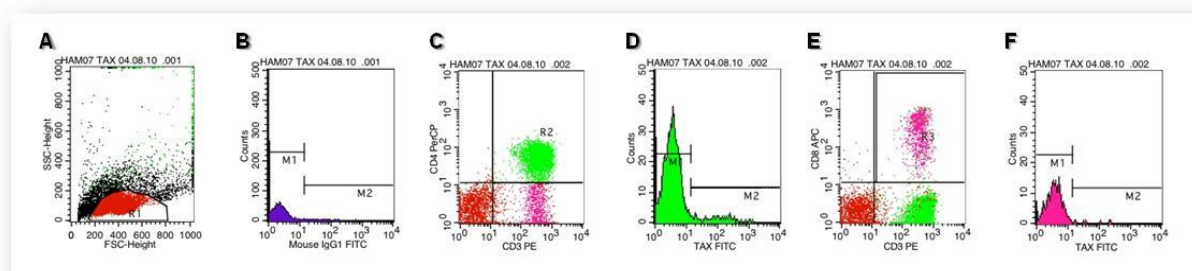 A
B
C
D
E
F
HAM07 TAX 04.08.10 .001
SSC-Height
0 200 400 600 800
R1
0 200 400 600 800 1000
FSC-Height
HAM07 TAX 04.08.10 .001
Counts
0 100 200 300 400 500
M1
M2
10^0 10^1 10^2 10^3 10^4
Mouse IgG1 FITC
HAM07 TAX 04.08.10 .002
CD4 PerCP
10^0 10^1 10^2 10^3 10^4
R2
10^0 10^1 10^2 10^3 10^4
CD3 PE
HAM07 TAX 04.08.10 .002
Counts
0 10 20 30 40 50
M2
10^0 10^1 10^2 10^3 10^4
TAX FITC
HAM07 TAX 04.08.10 .002
CD8 APC
10^0 10^1 10^2 10^3 10^4
R3
10^0 10^1 10^2 10^3 10^4
CD3 PE
HAM07 TAX 04.08.10 .002
Counts
0 10 20 30 40 50
M1
M2
10^0 10^1 10^2 10^3 10^4
TAX FITC